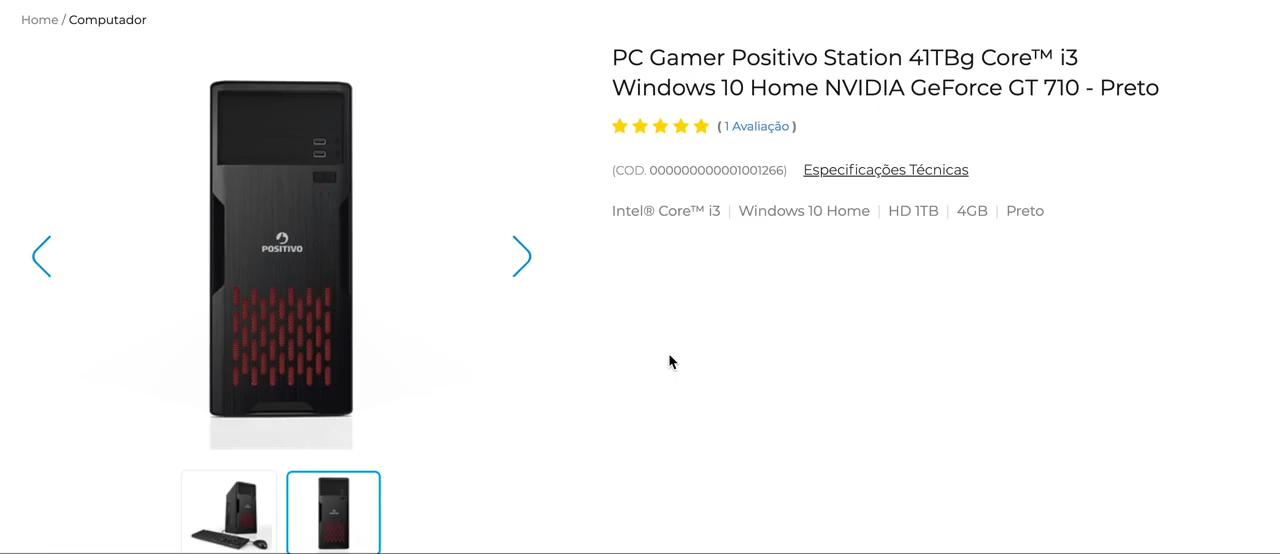 Home / Computador
PC Gamer Positivo Station 41TBg Core™ i3
Windows 10 Home NVIDIA GeForce GT 710 - Preto
( 1 Avaliação )
(COD. 000000000001001266) Especificações Técnicas
Intel® Core™ i3 | Windows 10 Home | HD 1TB | 4GB | Preto
POSITIVO